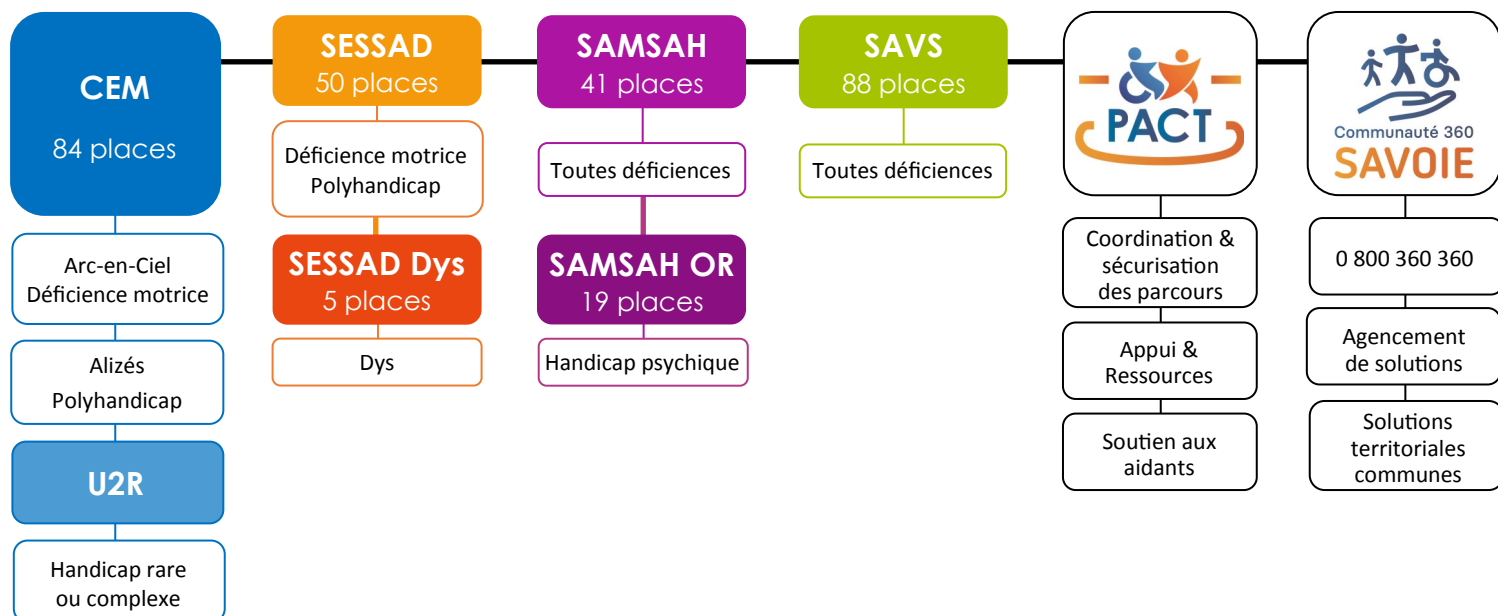 CEM
84 places
Arc-en-Ciel
Déficience motrice
Alizés
Polyhandicap
U2R
Handicap rare
ou complexe
SESSAD
50 places
Déficience motrice
Polyhandicap
SESSAD Dys
5 places
Dys
SAMSAH
41 places
Toutes déficiences
SAMSAH OR
19 places
Handicap psychique
SAVS
88 places
Toutes déficiences
PACT
Coordination &
sécurisation
des parcours
Appui &
Ressources
Soutien aux
aidants
Communauté 360
SAVOIE
0 800 360 360
Agencement
de solutions
Solutions
territoriales
communes